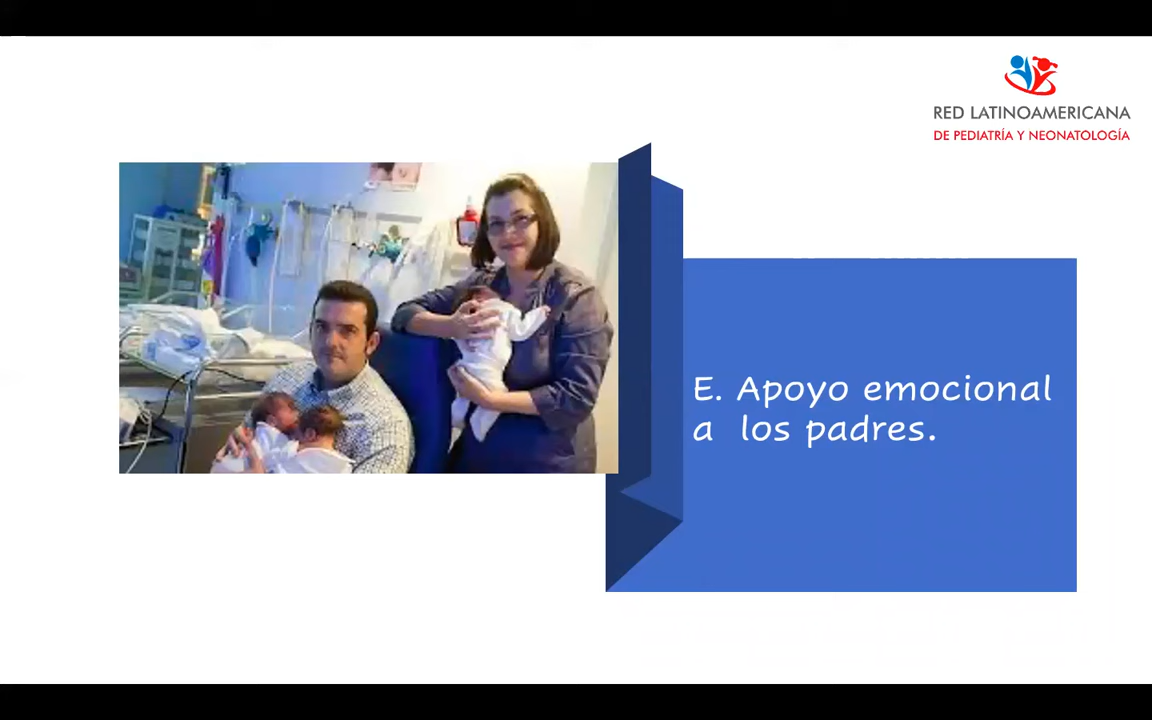 RED LATINOAMERICANA
DE PEDIATRÍA Y NEONATOLOGÍA
E. Apoyo emocional
a los padres.